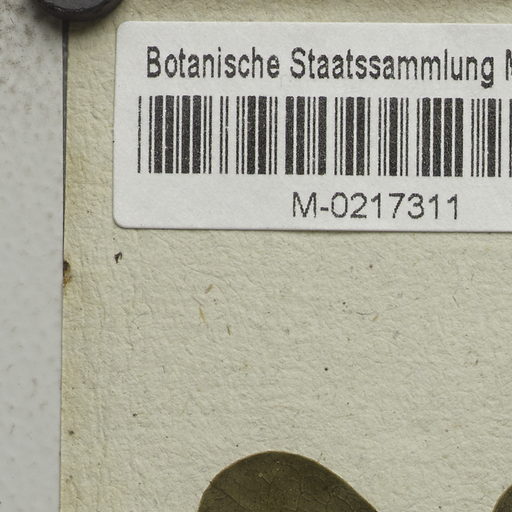 Botanische Staatssammlung
M-0217311